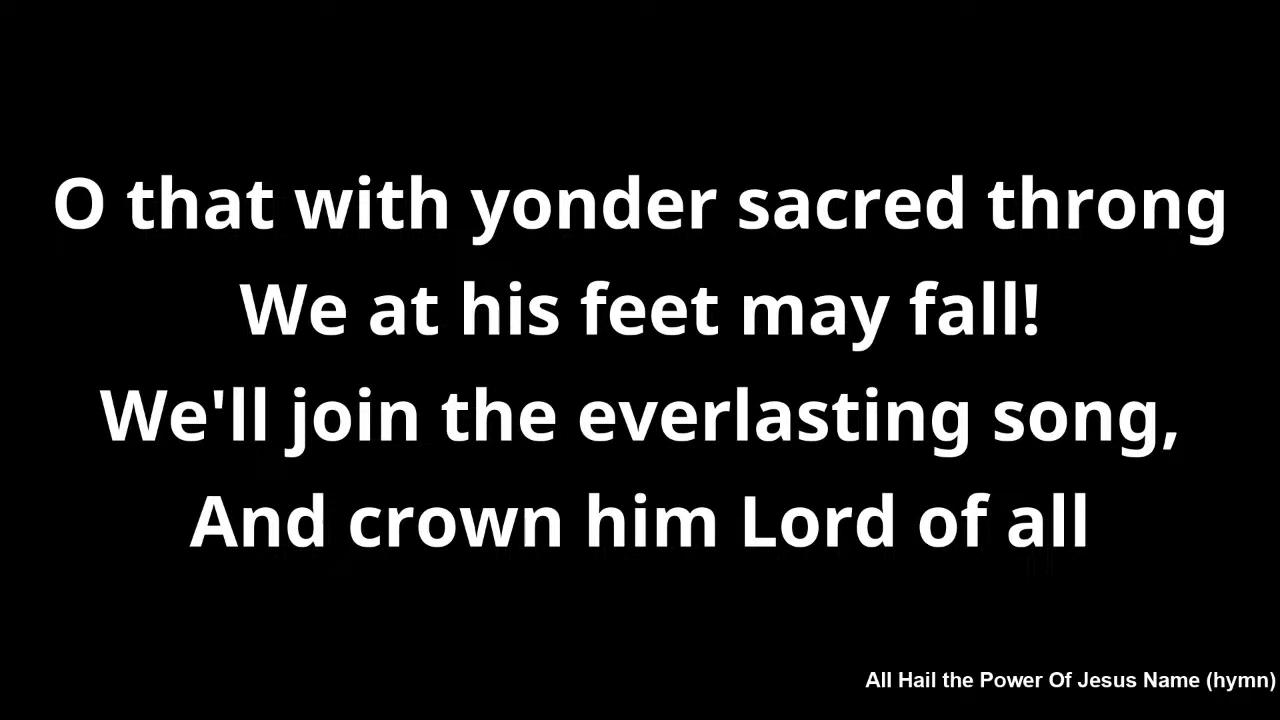 O that with yonder sacred throng
We at his feet may fall!
We'll join the everlasting song,
And crown him Lord of all
All Hail the Power Of Jesus Name (hymn)